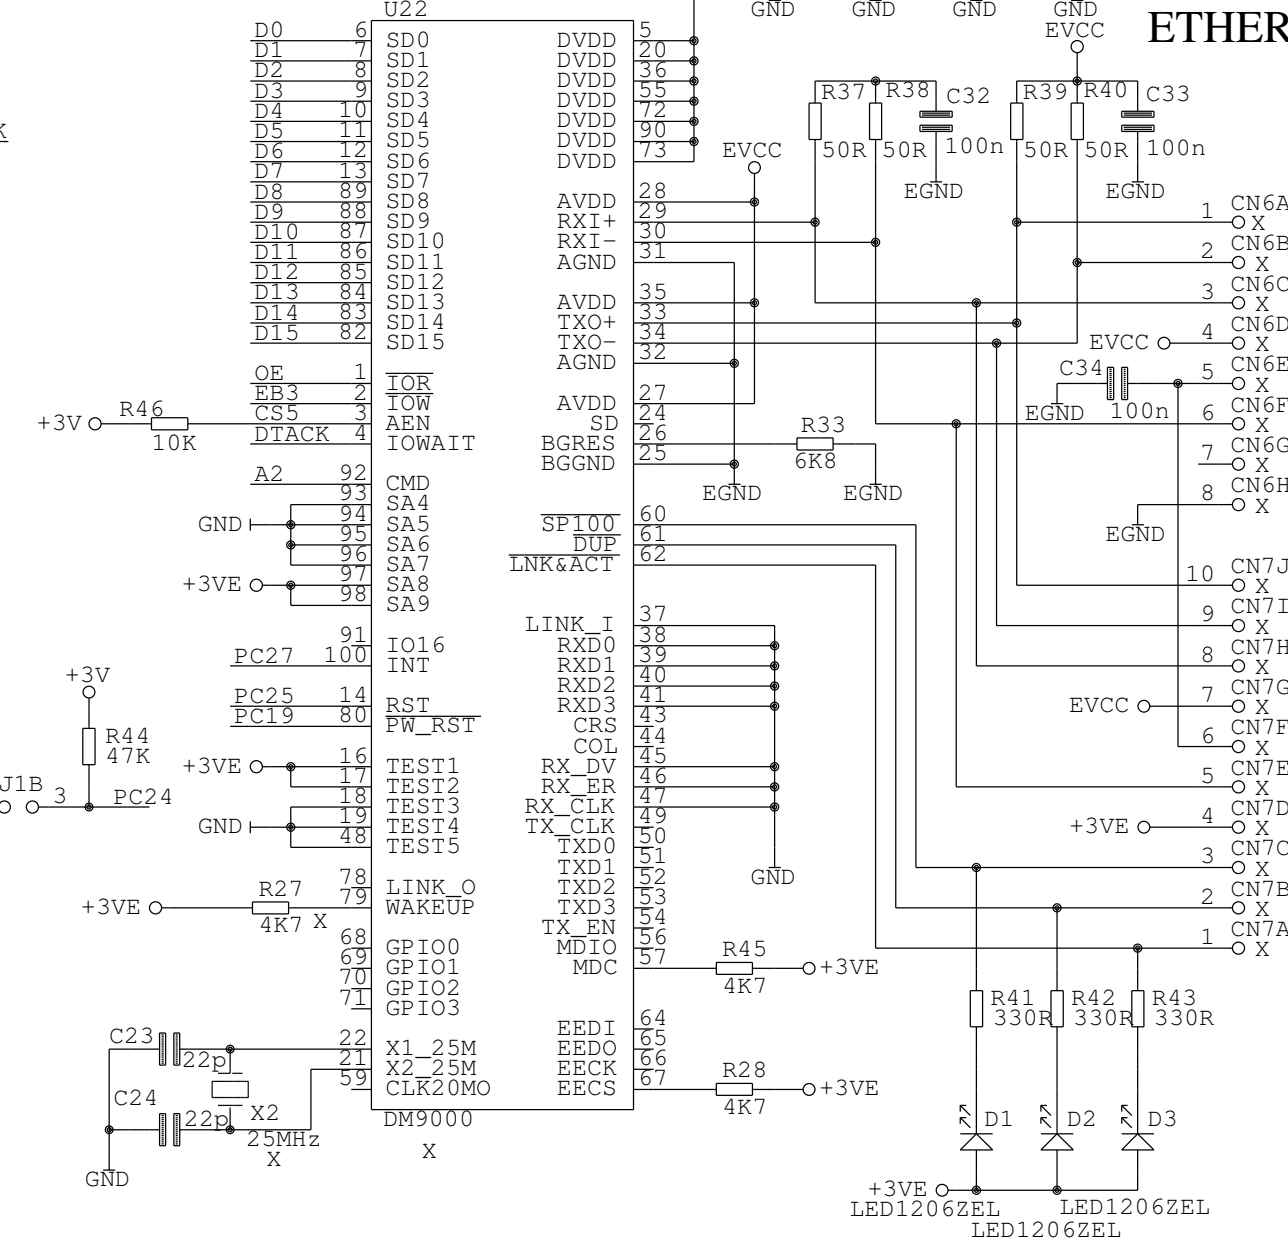 U22
GND GND GND GND
ETHER
EVCC
D0 6 SD0 DVDD 5
D1 7 SD1 DVDD 20
D2 8 SD2 DVDD 36
D3 9 SD3 DVDD 55
D4 10 SD4 DVDD 72
D5 11 SD5 DVDD 90
D6 12 SD6 DVDD 73
D7 13 SD7
D8 89 SD8 AVDD 28
D9 88 SD9 RXI+ 29
D10 87 SD10 RXI- 30
D11 86 SD11 AGND 31
D12 85 SD12
D13 84 SD13 AVDD 35
D14 83 SD14 TXO+ 33
D15 82 SD15 TXO- 34
AGND 32
OE 1 IOR
EB3 2 IOW AVDD 27
CS5 3 AEN SD 24
DTACK 4 IOWAIT BGRES 26
BGGND 25
+3V R46 10K
A2 92 CMD
93 SA4
GND 94 SA5 SP100 60
95 SA6 DUP 61
96 SA7 LNK&ACT 62
+3VE 97 SA8
98 SA9
LINK_I 37
91 IO16 RXD0 38
PC27 100 INT RXD1 39
RXD2 40
PC25 14 RST RXD3 41
PC19 80 PW_RST CRS 43
COL 44
+3VE 16 TEST1 RX_DV 45
17 TEST2 RX_ER 46
18 TEST3 RX_CLK 47
GND 19 TEST4 TX_CLK 49
48 TEST5 TXD0 50
TXD1 51
78 LINK_O TXD2 52
79 WAKEUP TXD3 53
TX_EN 54
68 GPIO0 MDIO 56
69 GPIO1 MDC 57
70 GPIO2
71 GPIO3
EEDI 64
22 X1_25M EEDO 65
21 X2_25M EECK 66
59 CLK20MO EECS 67
DM9000
X
K
+3V
R44
47K
J1B 3 PC24
+3VE R27 4K7 X
C23 22p
C24 22p X2
25MHz
X
GND
EVCC
R37 50R R38 50R C32 100n
EGND
R39 50R R40 50R C33 100n
EGND
R33
6K8
EGND EGND
GND
R45
4K7
+3VE
R28
4K7
+3VE
1 CN6A X
2 CN6B X
3 CN6C X
EVCC 4 CN6D X
C34 100n EGND 5 CN6E X
6 CN6F X
7 CN6G X
8 CN6H X
EGND
10 CN7J X
9 CN7I X
8 CN7H X
EVCC 7 CN7G X
6 CN7F X
5 CN7E X
+3VE 4 CN7D X
3 CN7C X
2 CN7B X
1 CN7A X
R41 330R R42 330R R43 330R
D1 D2 D3
+3VE
LED1206ZEL LED1206ZEL
LED1206ZEL